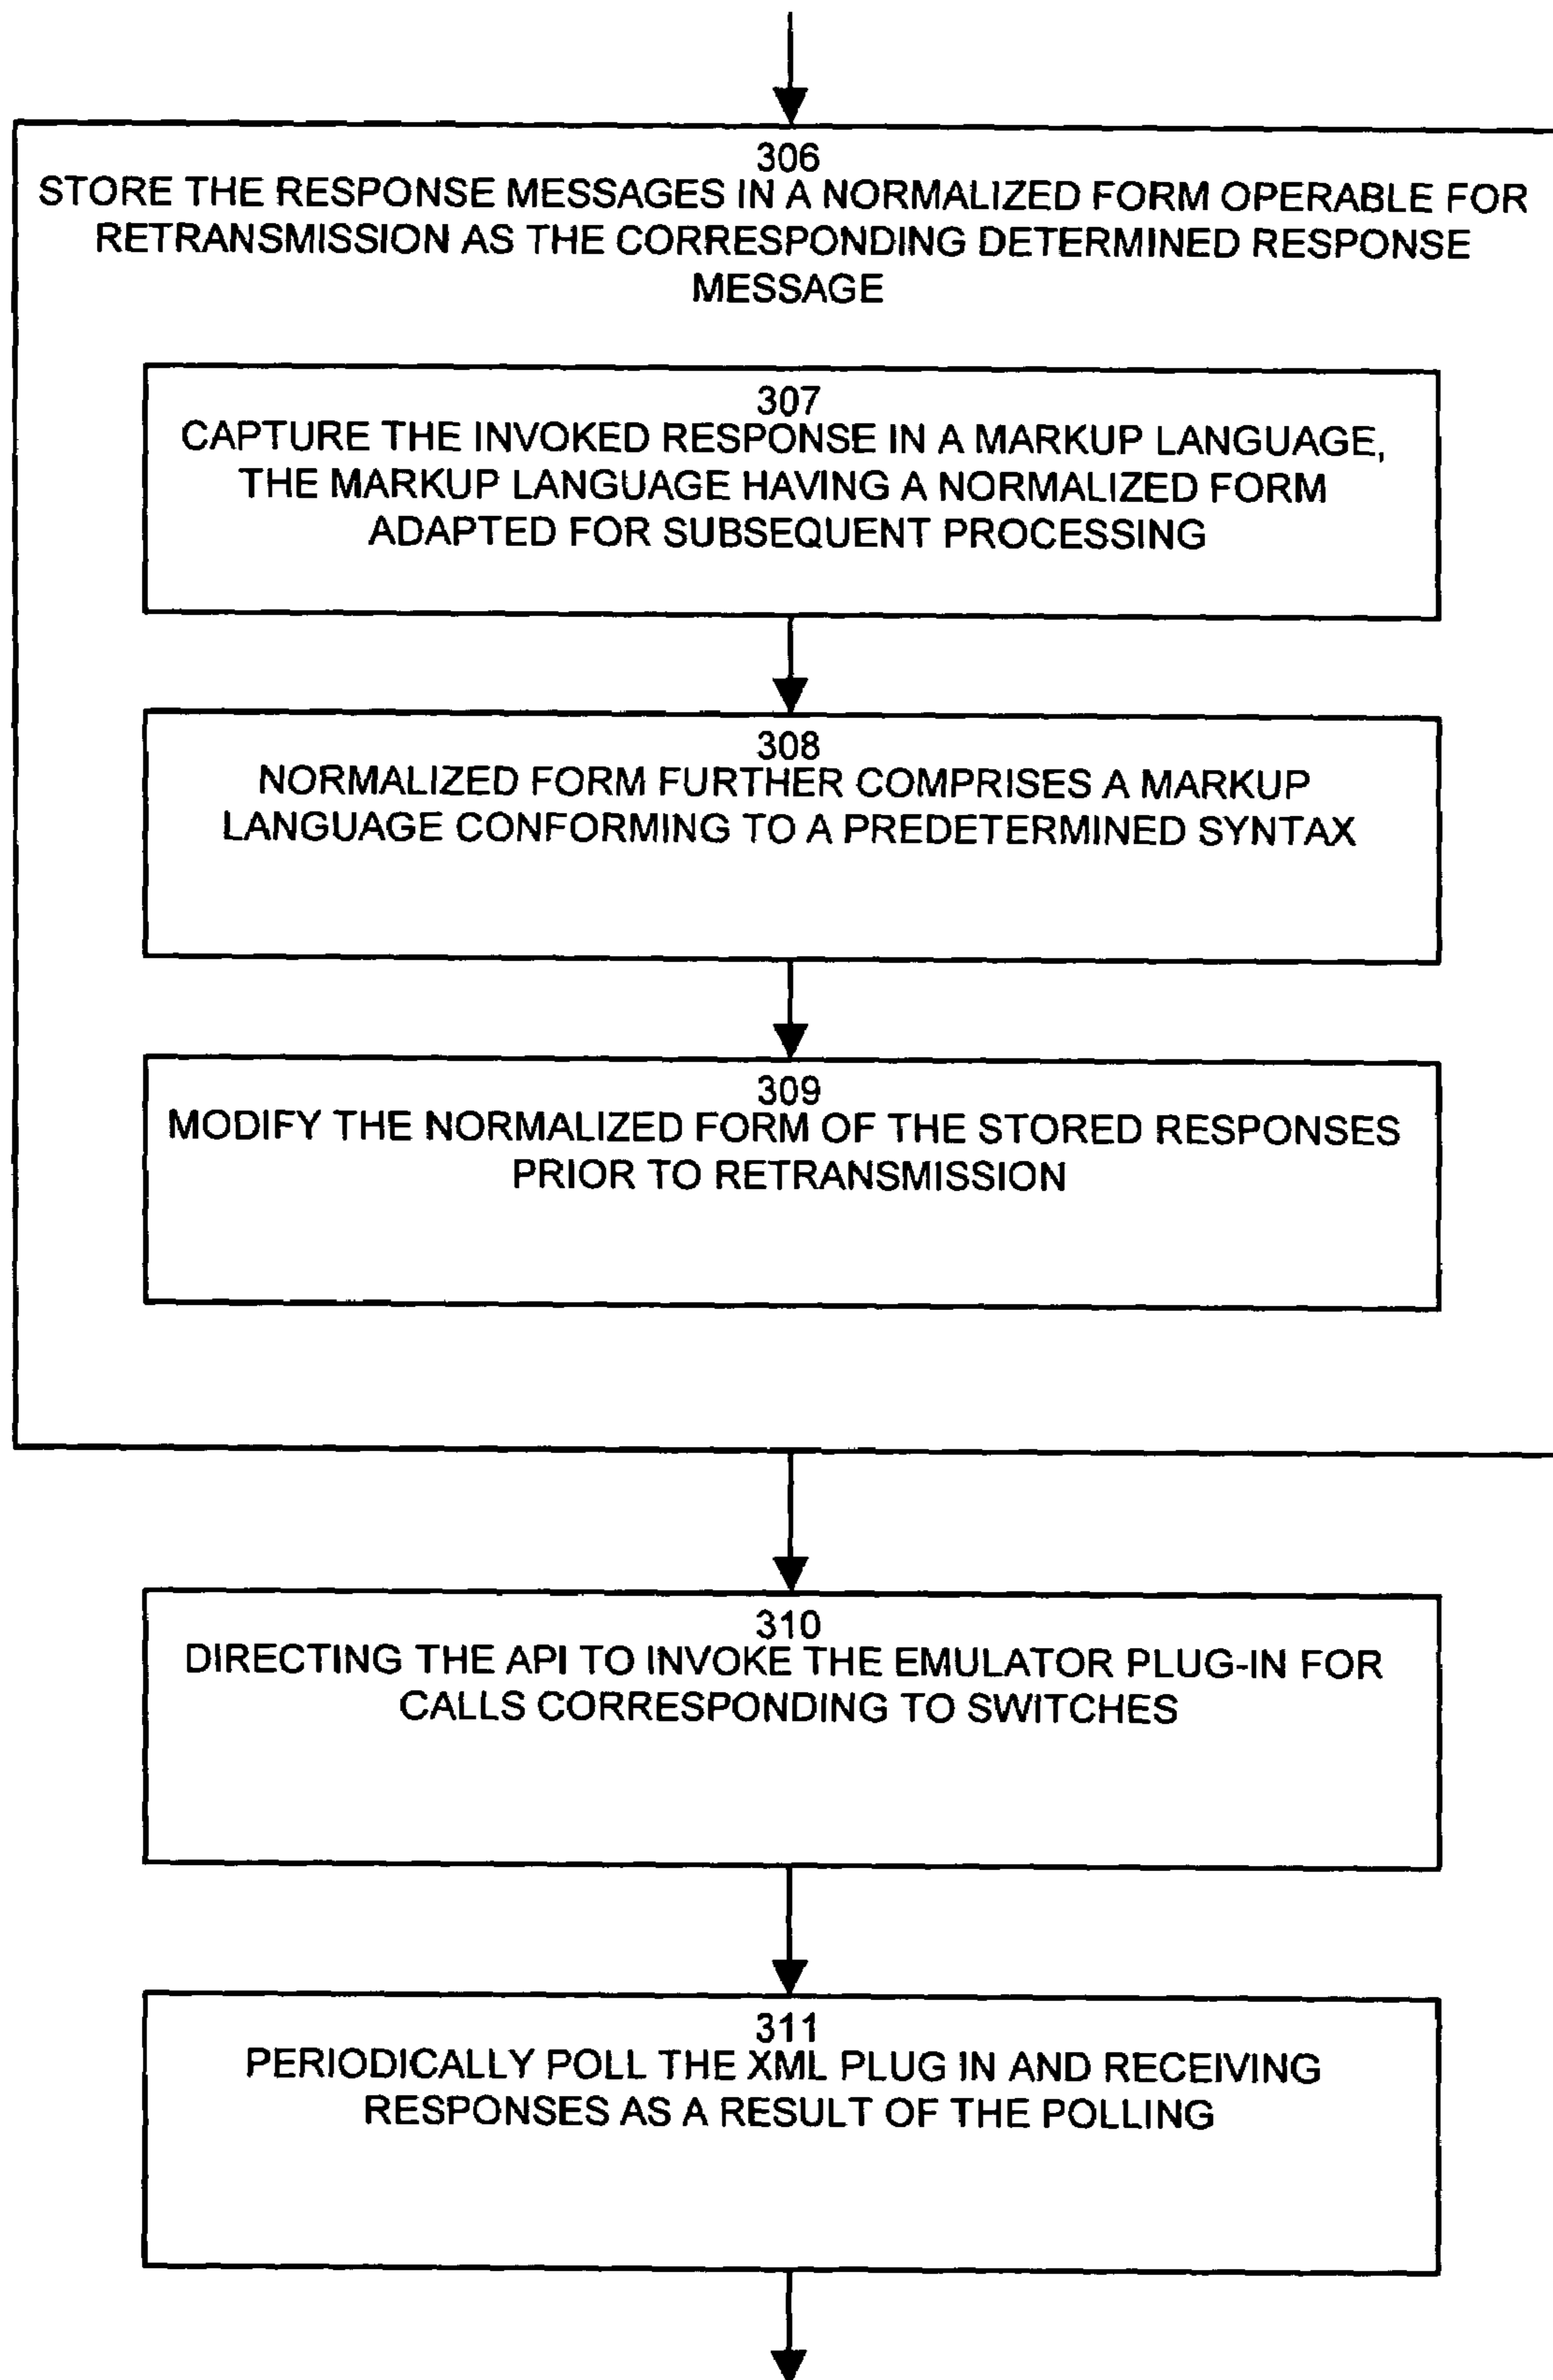 306
STORE THE RESPONSE MESSAGES IN A NORMALIZED FORM OPERABLE FOR
RETRANSMISSION AS THE CORRESPONDING DETERMINED RESPONSE
MESSAGE
307
CAPTURE THE INVOKED RESPONSE IN A MARKUP LANGUAGE,
THE MARKUP LANGUAGE HAVING A NORMALIZED FORM
ADAPTED FOR SUBSEQUENT PROCESSING
308
NORMALIZED FORM FURTHER COMPRISES A MARKUP
LANGUAGE CONFORMING TO A PREDETERMINED SYNTAX
309
MODIFY THE NORMALIZED FORM OF THE STORED RESPONSES
PRIOR TO RETRANSMISSION
310
DIRECTING THE API TO INVOKE THE EMULATOR PLUG-IN FOR
CALLS CORRESPONDING TO SWITCHES
311
PERIODICALLY POLL THE XML PLUG IN AND RECEIVING
RESPONSES AS A RESULT OF THE POLLING